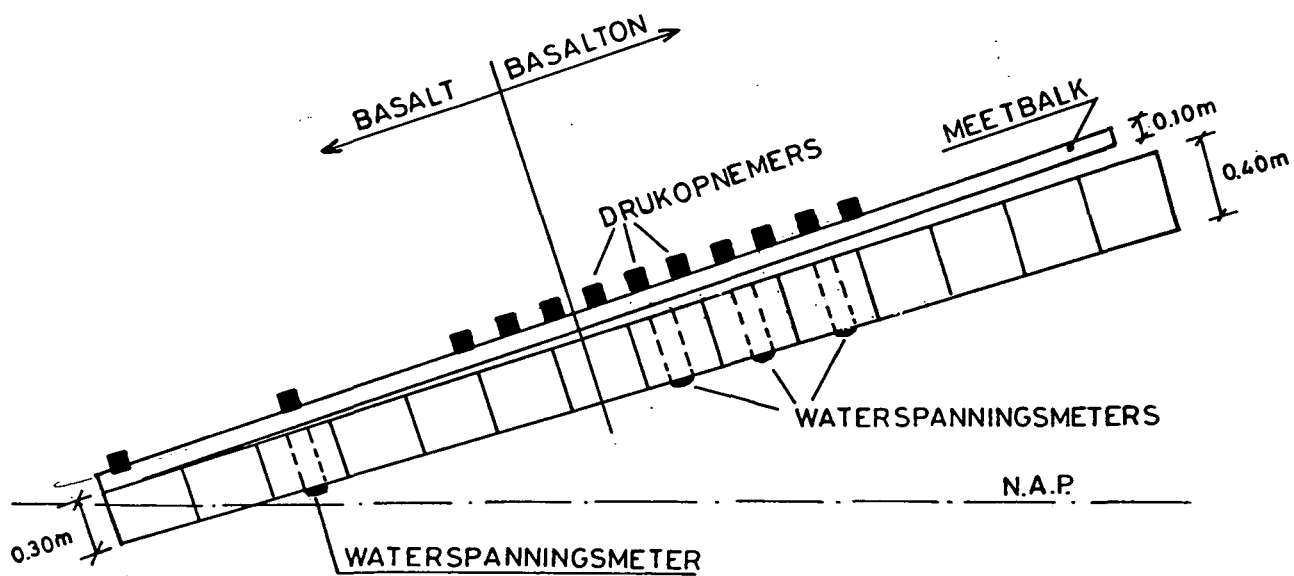 BASALT
BASALTON
MEETBALK
0.10m
0.40m
DRUKOPNEMERS
WATERSPANNINGSMETERS
N.A.P.
0.30m
WATERSPANNINGSMETER